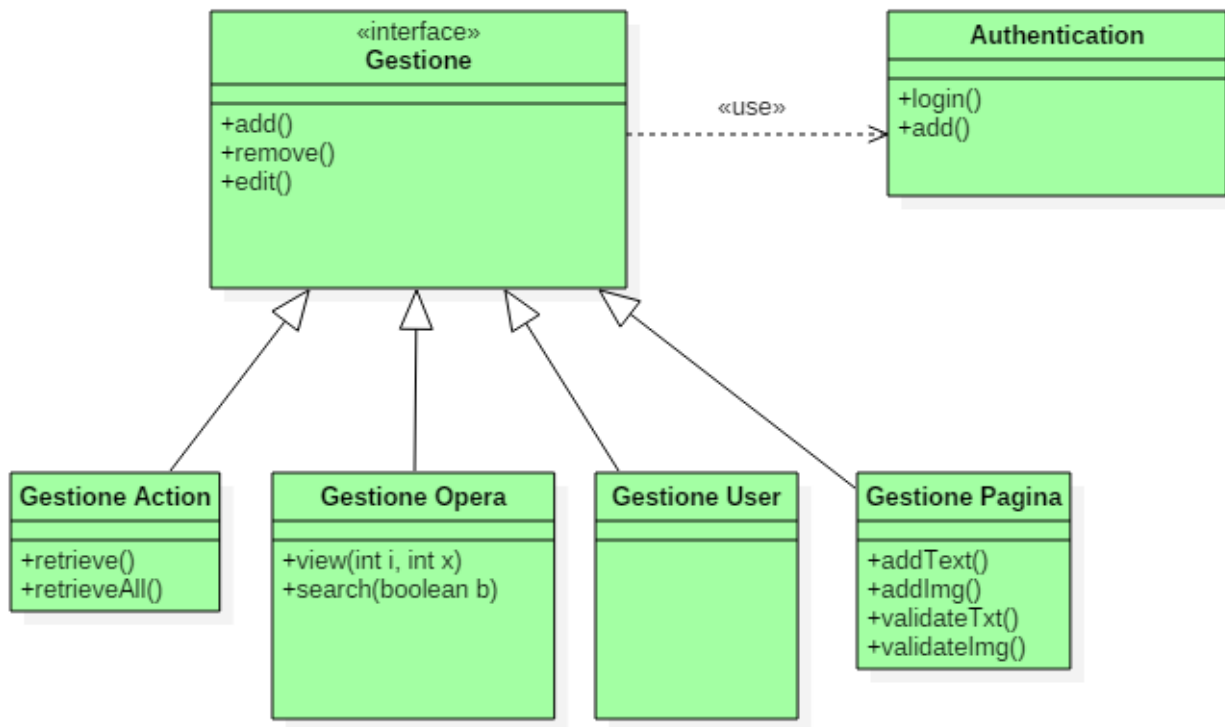 «interface»
Gestione
+add()
+remove()
+edit()
«use»
Authentication
+login()
+add()
Gestione Action
+retrieve()
+retrieveAll()
Gestione Opera
+view(int i, int x)
+search(boolean b)
Gestione User
Gestione Pagina
+addText()
+addImg()
+validateTxt()
+validateImg()